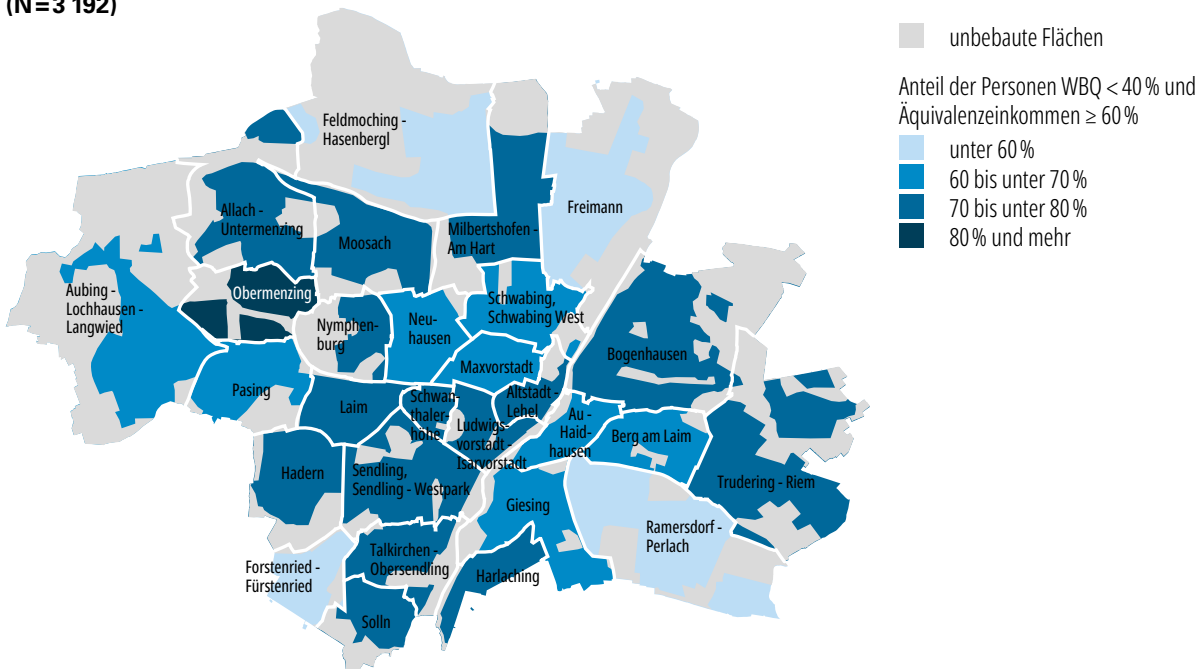 (N = 3 192)
unbebaute Flächen
Anteil der Personen WBQ < 40 % und
Äquivalenzeinkommen ≥ 60 %
unter 60 %
60 bis unter 70 %
70 bis unter 80 %
80 % und mehr
Feldmoching -
Hasenbergl
Freimann
Allach -
Untermenzing
Moosach
Milbertshofen -
Am Hart
Aubing -
Lochhausen -
Langwied
Obermenzing
Schwabing,
Schwabing West
Nymphen-
burg
Neu-
hausen
Bogenhausen
Maxvorstadt
Pasing
Laim
Schwan-
thaler-
höhe
Altstadt -
Lehel
Ludwigs-
vorstadt -
Isarvorstadt
Au -
Haid-
hausen
Berg am Laim
Hadern
Sendling,
Sendling - Westpark
Trudering - Riem
Giesing
Ramersdorf -
Perlach
Talkirchen -
Obersendling
Forstenried -
Fürstenried
Harlaching
Solln